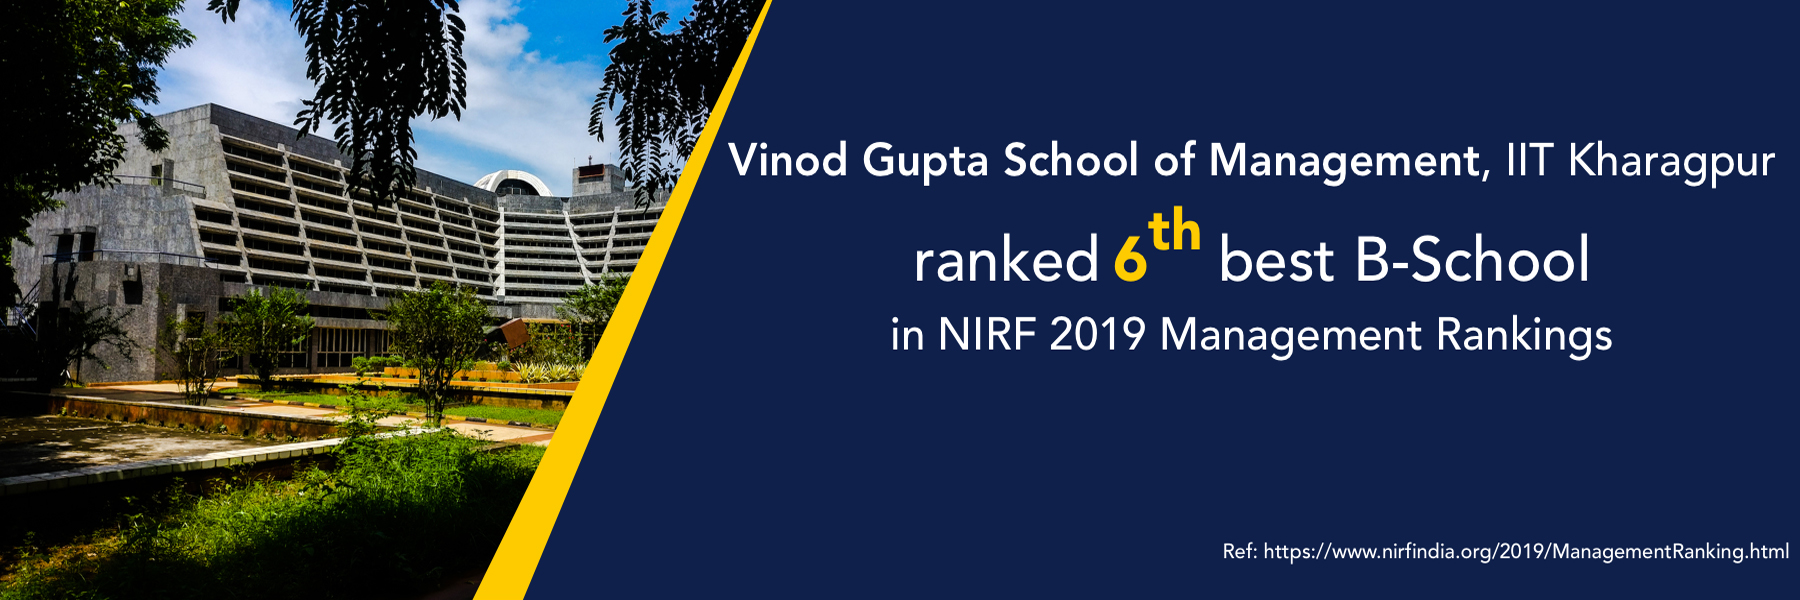 Vinod Gupta School of Management, IIT Kharagpur
ranked 6th best B-School
in NIRF 2019 Management Rankings
Ref: https://www.nirfindia.org/2019/ManagementRanking.html